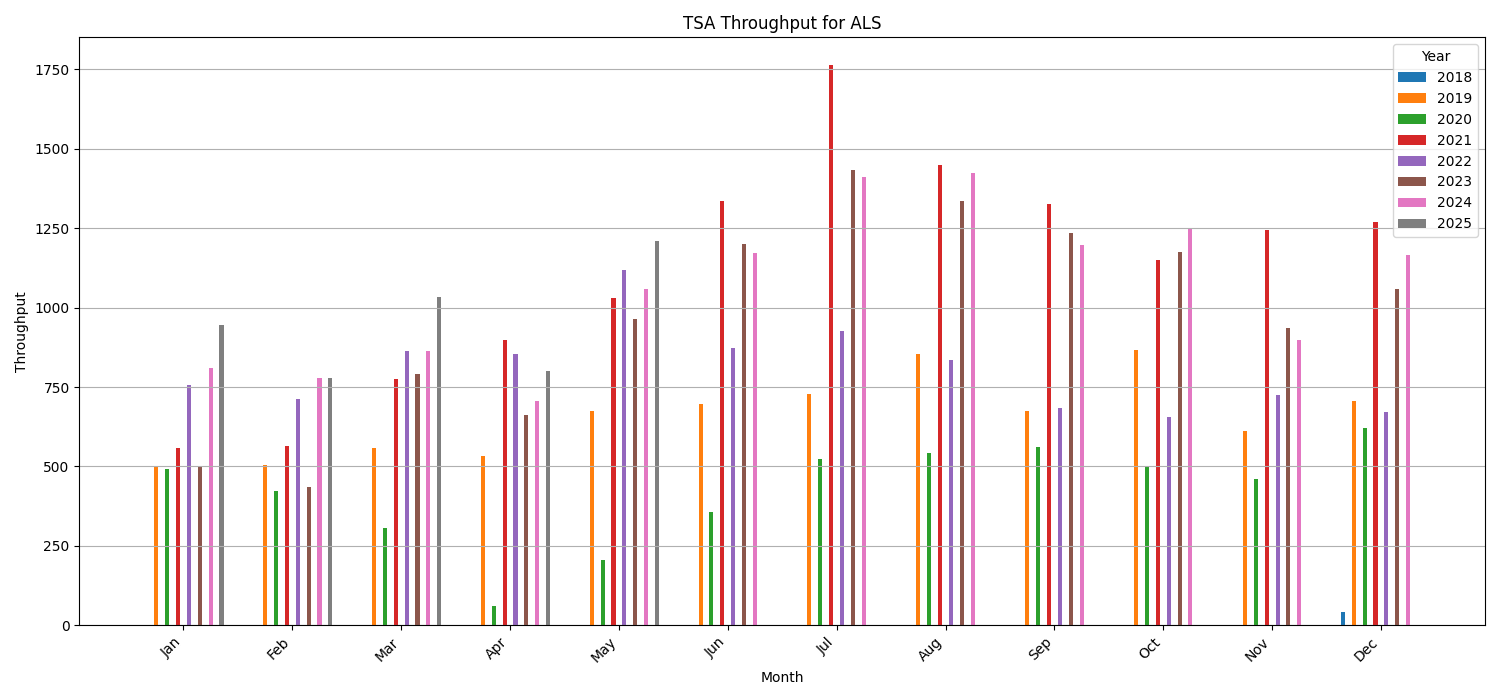 TSA Throughput for ALS
Throughput
1750
1500
1250
1000
750
500
250
0
Year
2018
2019
2020
2021
2022
2023
2024
2025
Jan
Feb
Mar
Apr
May
Jun
Jul
Aug
Sep
Oct
Nov
Dec
Month